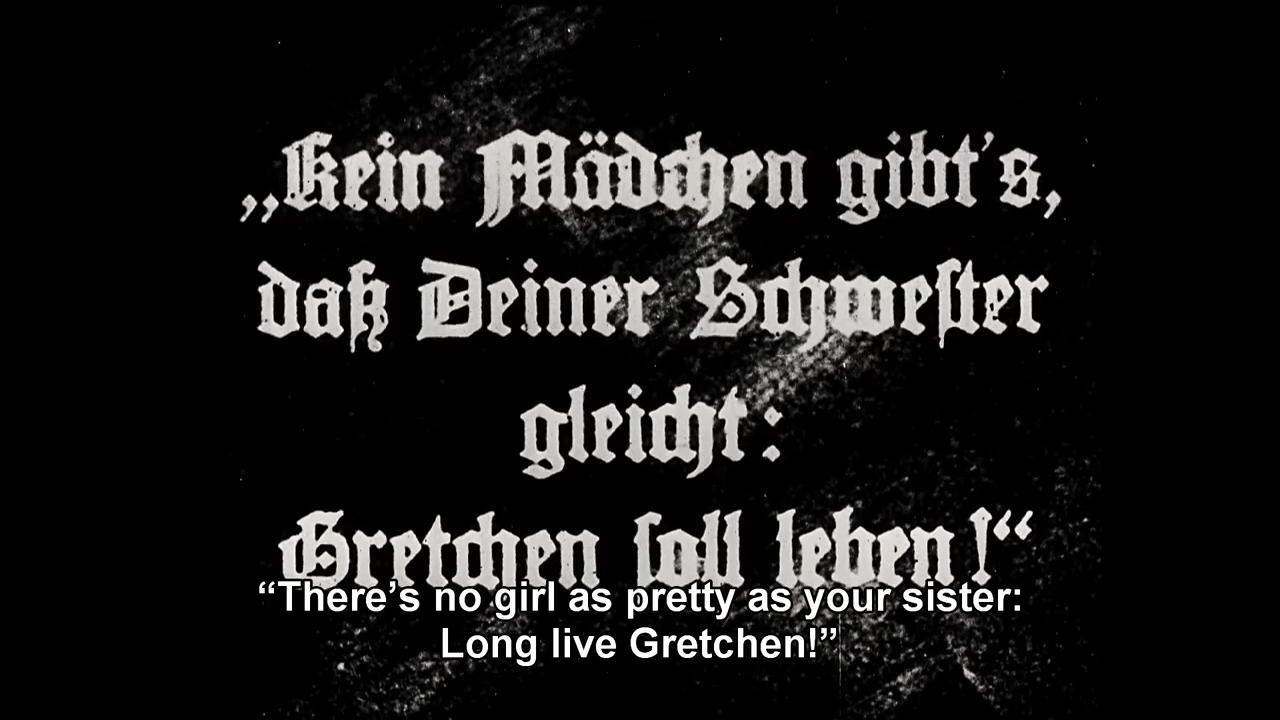 „Kein Mädchen gibt's,
daß Deiner Schwester
gleicht:
Gretchen soll leben!“
“There’s no girl as pretty as your sister:
Long live Gretchen!”